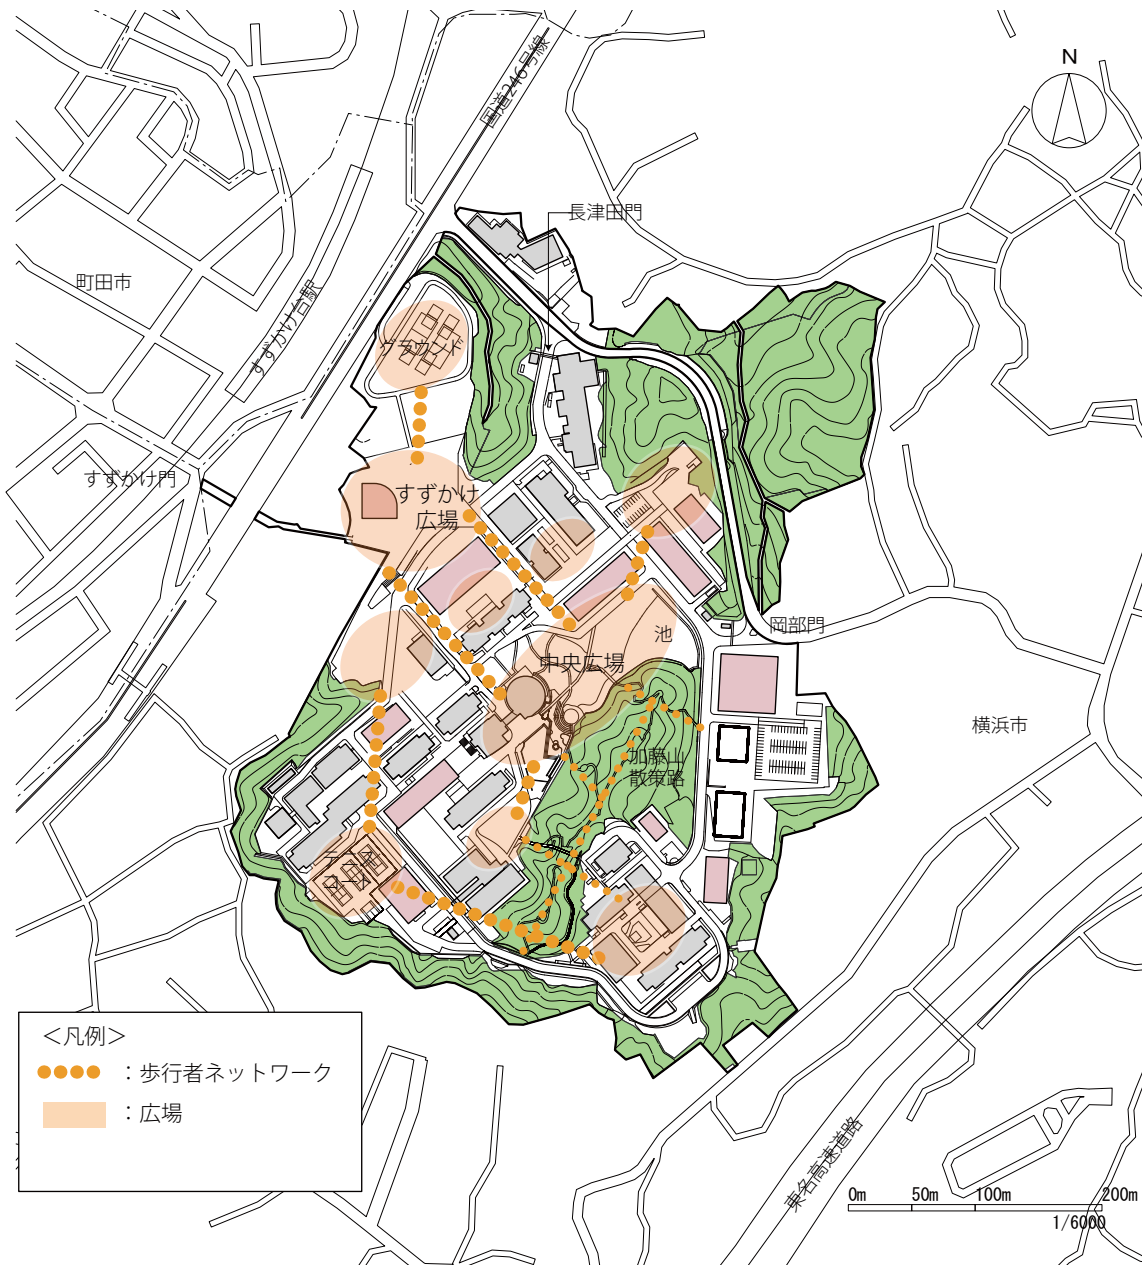 国道246号線
N
長津田門
町田市
すずかけ台駅
グラウンド
すずかけ門
すずかけ
広場
池
岡部門
中央広場
横浜市
加藤山
散策路
テニス
コート
＜凡例＞
：歩行者ネットワーク
：広場
東名高速道路
0m 50m 100m 200m
1/6000